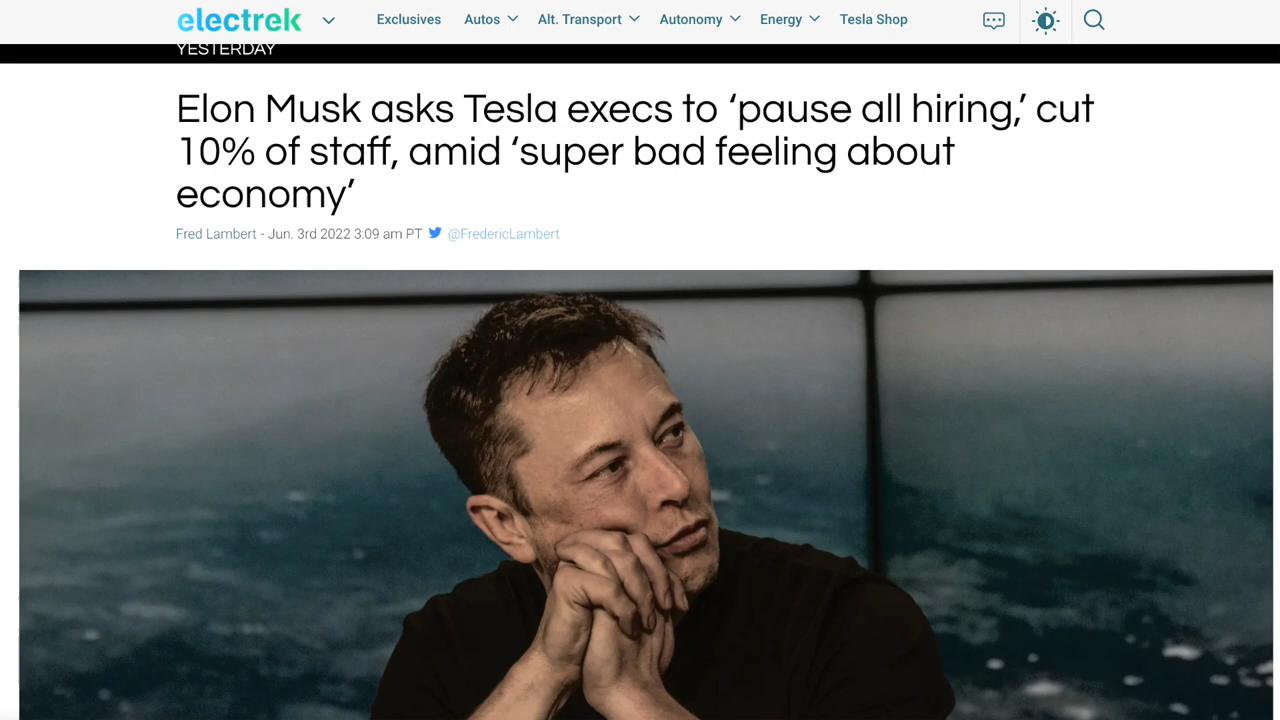 electrek
Exclusives Autos Alt. Transport Autonomy Energy Tesla Shop
YESTERDAY
Elon Musk asks Tesla execs to ‘pause all hiring,’ cut
10% of staff, amid ‘super bad feeling about
economy’
Fred Lambert - Jun. 3rd 2022 3:09 am PT @FredericLambert